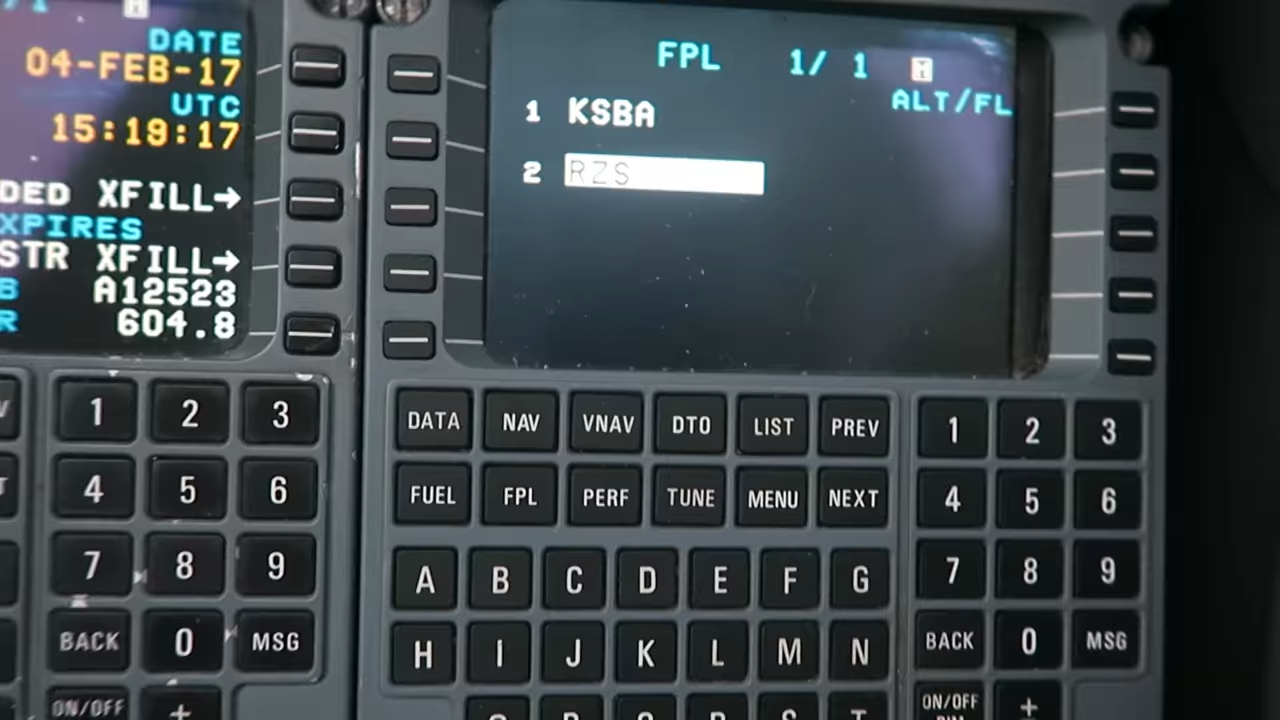 /1 M
DATE
04-FEB-17
UTC
15:19:17
DED XFILL→
XPIRES
STR XFILL→
B A12523
R 604.8
FPL 1/ 1 M
ALT/FL
1 KSBA
2 RZS
1 2 3
4 5 6
7 8 9
BACK 0 MSG
ON/OFF ±
DATA NAV VNAV DTO LIST PREV
FUEL FPL PERF TUNE MENU NEXT
A B C D E F G
H I J K L M N
1 2 3
4 5 6
7 8 9
BACK 0 MSG
ON/OFF ±